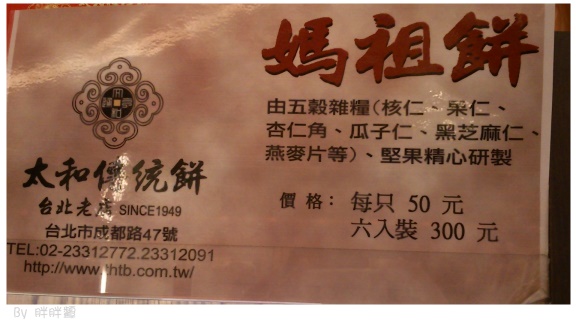 媽祖餅
由五穀雜糧(核仁、果仁、
杏仁角、瓜子仁、黑芝麻仁、
燕麥片等)、堅果精心研製
價格：每只 50 元
六入裝 300 元
太和傳統餅
台北老店 SINCE1949
台北市成都路47號
TEL:02-23312772.23312091
http://www.thtb.com.tw/
By 胖胖